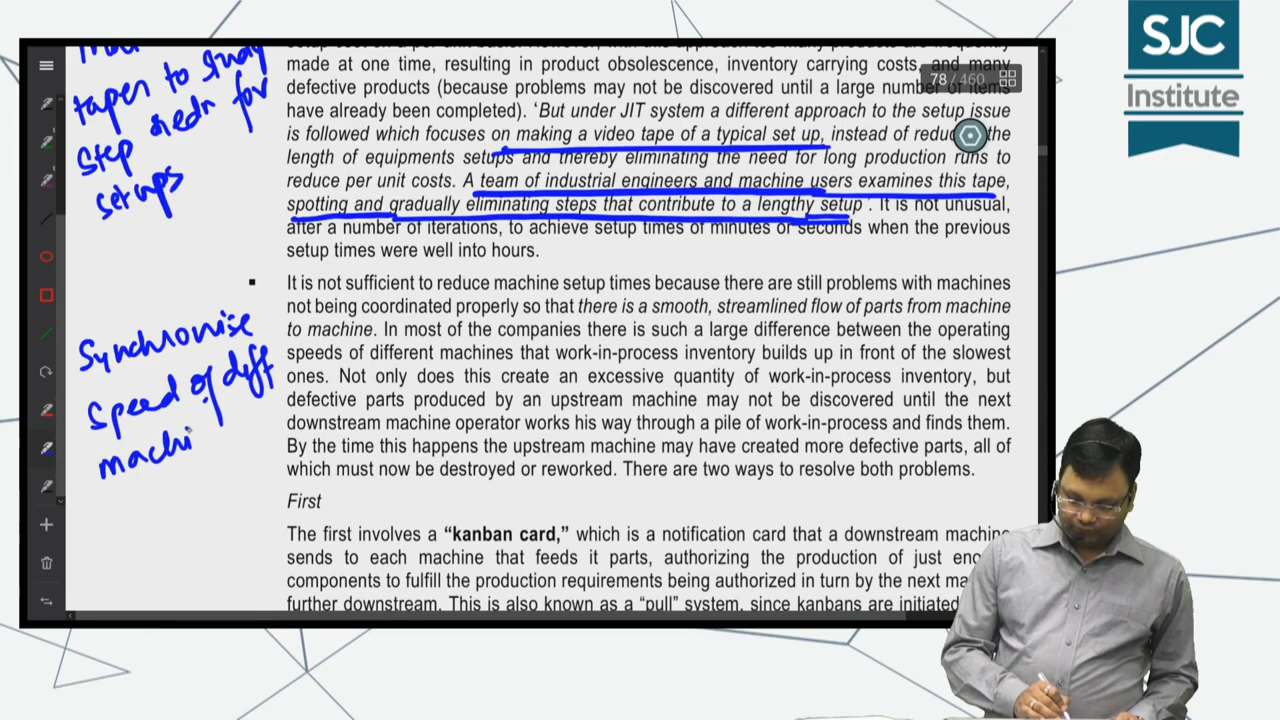 SJC
Institute
78 / 460
tapes to study
step redn for
setups
made at one time, resulting in product obsolescence, inventory carrying costs, and many
defective products (because problems may not be discovered until a large number of items
have already been completed). ‘But under JIT system a different approach to the setup issue
is followed which focuses on making a video tape of a typical set up, instead of reduc the
length of equipments setups and thereby eliminating the need for long production runs to
reduce per unit costs. A team of industrial engineers and machine users examines this tape,
spotting and gradually eliminating steps that contribute to a lengthy setup’. It is not unusual,
after a number of iterations, to achieve setup times of minutes or seconds when the previous
setup times were well into hours.
Synchronise
speed of diff
machi
▪ It is not sufficient to reduce machine setup times because there are still problems with machines
not being coordinated properly so that there is a smooth, streamlined flow of parts from machine
to machine. In most of the companies there is such a large difference between the operating
speeds of different machines that work-in-process inventory builds up in front of the slowest
ones. Not only does this create an excessive quantity of work-in-process inventory, but
defective parts produced by an upstream machine may not be discovered until the next
downstream machine operator works his way through a pile of work-in-process and finds them.
By the time this happens the upstream machine may have created more defective parts, all of
which must now be destroyed or reworked. There are two ways to resolve both problems.
First
The first involves a “kanban card,” which is a notification card that a downstream machine
sends to each machine that feeds it parts, authorizing the production of just eno
components to fulfill the production requirements being authorized in turn by the next ma
further downstream. This is also known as a “pull” system, since kanbans are initiated